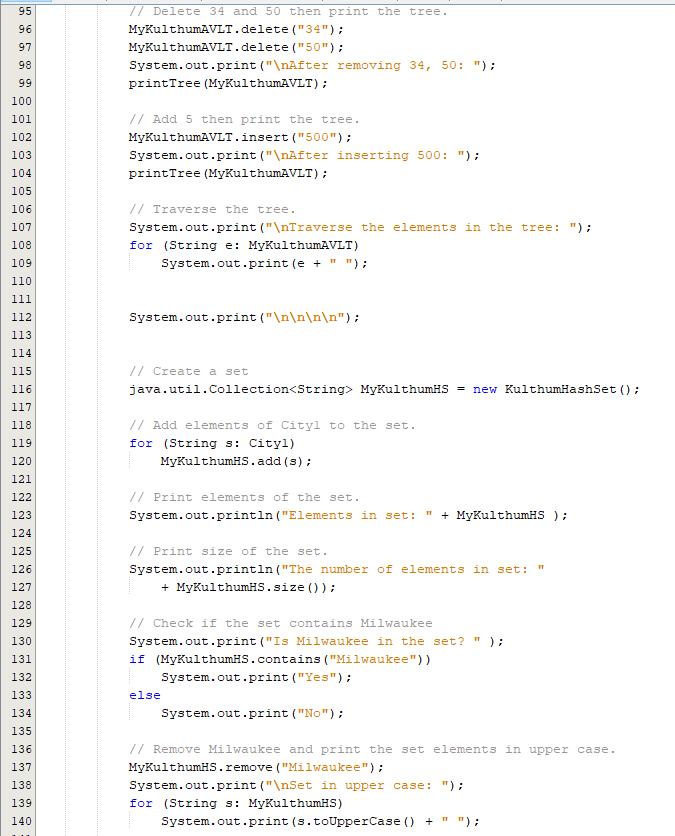 95 // Delete 34 and 50 then print the tree.
96 MyKulthumAVLT.delete("34");
97 MyKulthumAVLT.delete("50");
98 System.out.print("\nAfter removing 34, 50: ");
99 printTree(MyKulthumAVLT);
100
101 // Add 5 then print the tree.
102 MyKulthumAVLT.insert("500");
103 System.out.print("\nAfter inserting 500: ");
104 printTree(MyKulthumAVLT);
105
106 // Traverse the tree.
107 System.out.print("\nTraverse the elements in the tree: ");
108 for (String e: MyKulthumAVLT)
109 System.out.print(e + " ");
110
111
112 System.out.print("\n\n\n\n");
113
114
115 // Create a set
116 java.util.Collection<String> MyKulthumHS = new KulthumHashSet();
117
118 // Add elements of City1 to the set.
119 for (String s: City1)
120 MyKulthumHS.add(s);
121
122 // Print elements of the set.
123 System.out.println("Elements in set: " + MyKulthumHS );
124
125 // Print size of the set.
126 System.out.println("The number of elements in set: "
127 + MyKulthumHS.size());
128
129 // Check if the set contains Milwaukee
130 System.out.print("Is Milwaukee in the set? " );
131 if (MyKulthumHS.contains("Milwaukee"))
132 System.out.print("Yes");
133 else
134 System.out.print("No");
135
136 // Remove Milwaukee and print the set elements in upper case.
137 MyKulthumHS.remove("Milwaukee");
138 System.out.print("\nSet in upper case: ");
139 for (String s: MyKulthumHS)
140 System.out.print(s.toUpperCase() + " ");